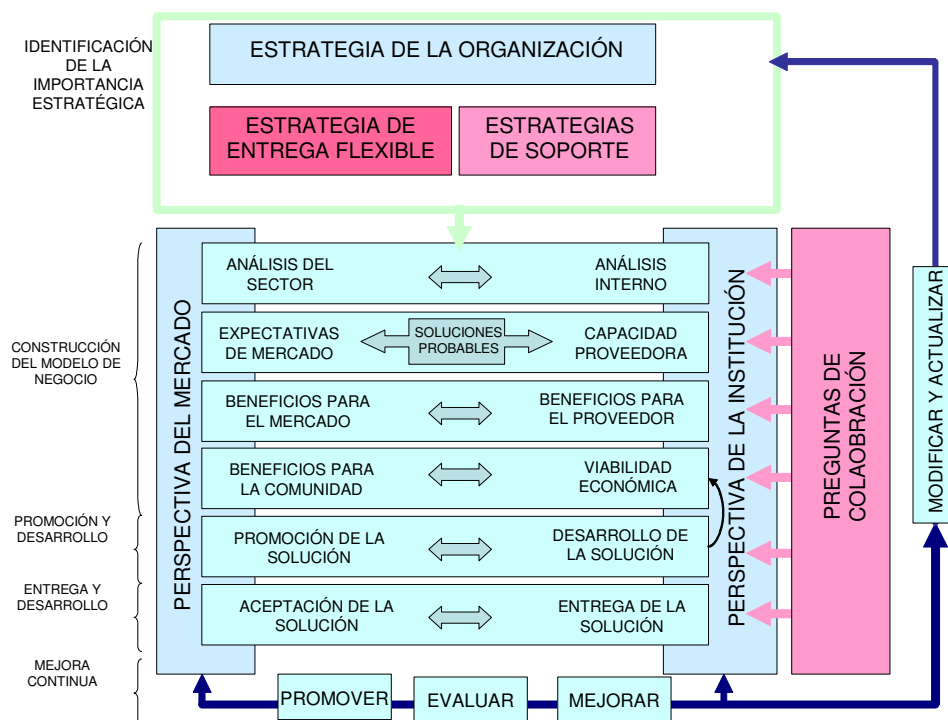 IDENTIFICACIÓN
DE LA
IMPORTANCIA
ESTRATÉGICA
ESTRATEGIA DE LA ORGANIZACIÓN
ESTRATEGIA DE
ENTREGA FLEXIBLE
ESTRATEGIAS
DE SOPORTE
CONSTRUCCIÓN
DEL MODELO DE
NEGOCIO
PROMOCIÓN Y
DESARROLLO
ENTREGA Y
DESARROLLO
MEJORA
CONTINUA
PERSPECTIVA DEL MERCADO
ANÁLISIS DEL
SECTOR
ANÁLISIS
INTERNO
EXPECTATIVAS
DE MERCADO
SOLUCIONES
PROBABLES
CAPACIDAD
PROVEEDORA
BENEFICIOS PARA
EL MERCADO
BENEFICIOS PARA
EL PROVEEDOR
BENEFICIOS PARA
LA COMUNIDAD
VIABILIDAD
ECONÓMICA
PROMOCIÓN DE LA
SOLUCIÓN
DESARROLLO DE
LA SOLUCIÓN
ACEPTACIÓN DE LA
SOLUCIÓN
ENTREGA DE LA
SOLUCIÓN
PERSPECTIVA DE LA INSTITUCIÓN
PREGUNTAS DE
COLAOBRACIÓN
MODIFICAR Y ACTUALIZAR
PROMOVER
EVALUAR
MEJORAR